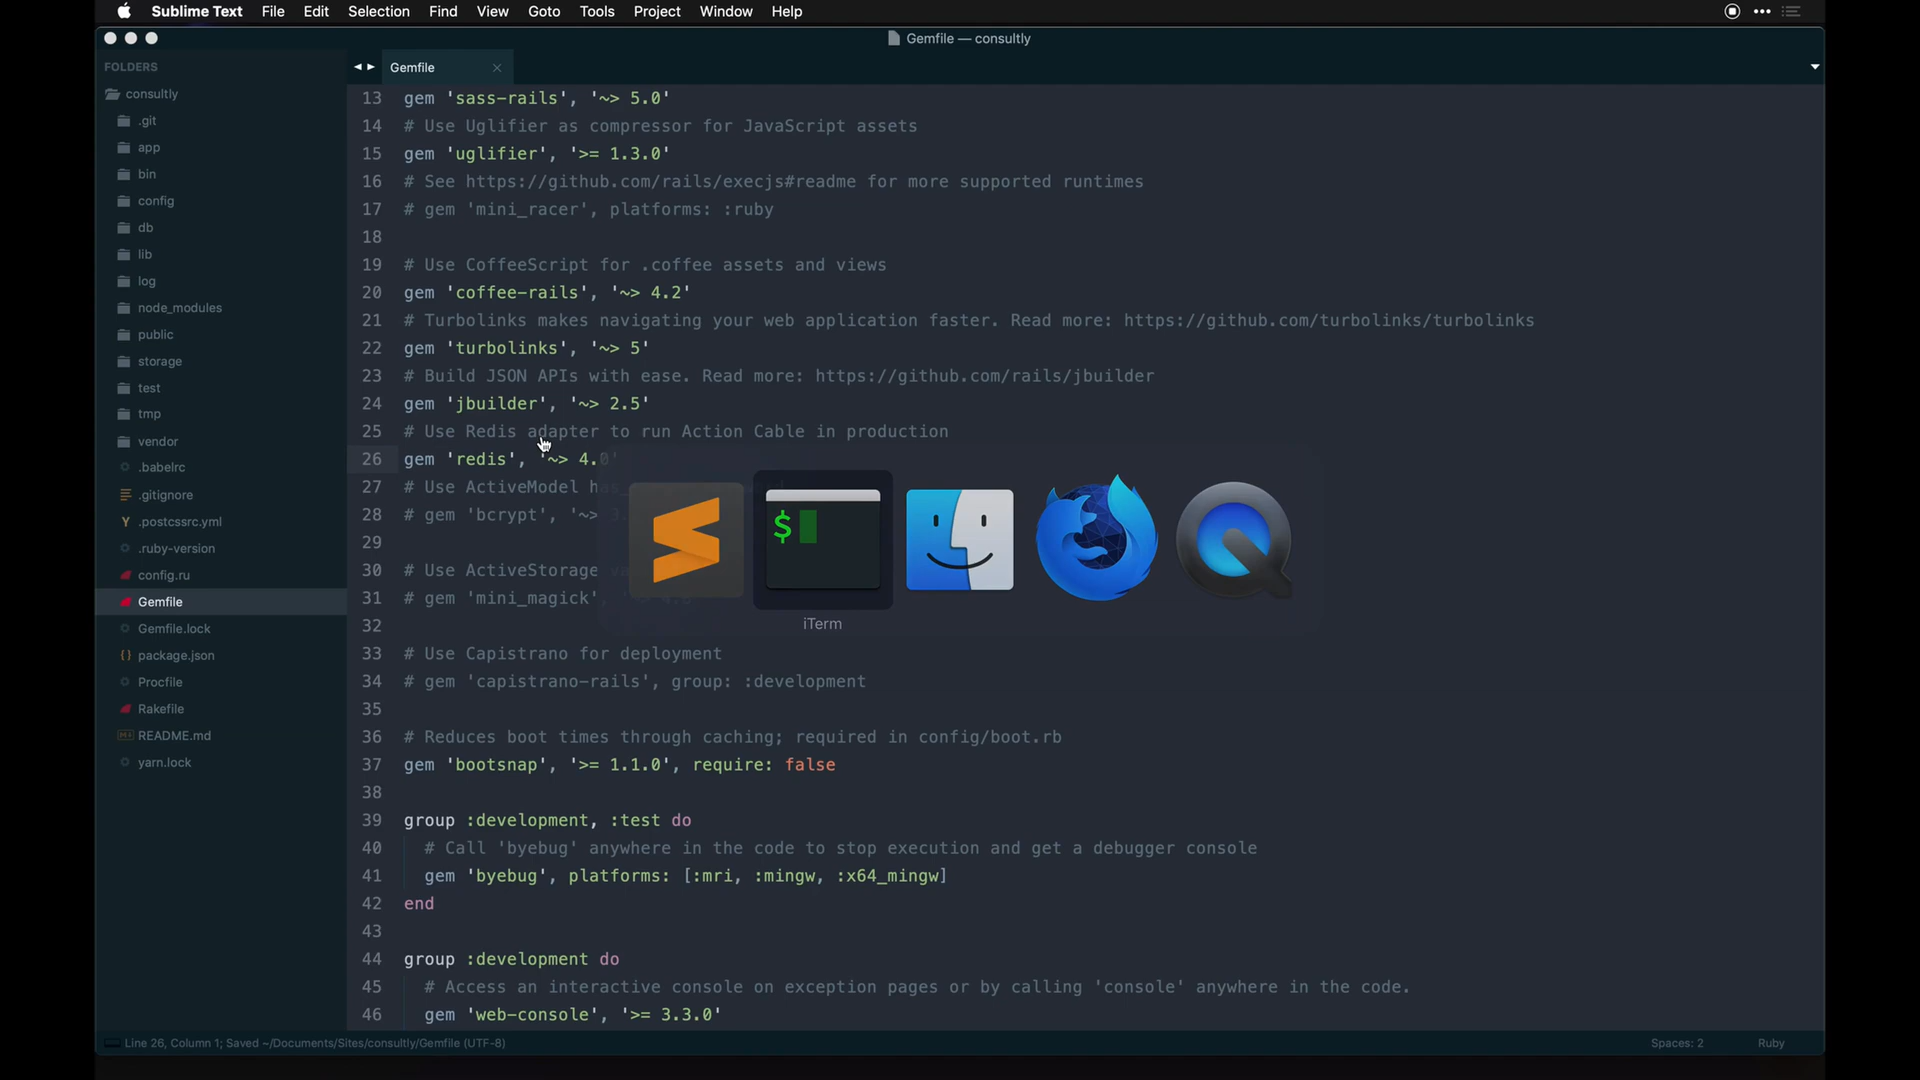 Sublime Text File Edit Selection Find View Goto Tools Project Window Help
Gemfile — consultly
FOLDERS
consultly
.git
app
bin
config
db
lib
log
node_modules
public
storage
test
tmp
vendor
.babelrc
.gitignore
.postcssrc.yml
.ruby-version
config.ru
Gemfile
Gemfile.lock
package.json
Procfile
Rakefile
README.md
yarn.lock
Gemfile
13 gem 'sass-rails', '~> 5.0'
14 # Use Uglifier as compressor for JavaScript assets
15 gem 'uglifier', '>= 1.3.0'
16 # See https://github.com/rails/execjs#readme for more supported runtimes
17 # gem 'mini_racer', platforms: :ruby
18
19 # Use CoffeeScript for .coffee assets and views
20 gem 'coffee-rails', '~> 4.2'
21 # Turbolinks makes navigating your web application faster. Read more: https://github.com/turbolinks/turbolinks
22 gem 'turbolinks', '~> 5'
23 # Build JSON APIs with ease. Read more: https://github.com/rails/jbuilder
24 gem 'jbuilder', '~> 2.5'
25 # Use Redis adapter to run Action Cable in production
26 gem 'redis', '~> 4.0'
27 # Use ActiveModel
28 # gem 'bcrypt', '~>
29
30 # Use ActiveStorage
31 # gem 'mini_magick',
32
33 # Use Capistrano for deployment
34 # gem 'capistrano-rails', group: :development
35
36 # Reduces boot times through caching; required in config/boot.rb
37 gem 'bootsnap', '>= 1.1.0', require: false
38
39 group :development, :test do
40 # Call 'byebug' anywhere in the code to stop execution and get a debugger console
41 gem 'byebug', platforms: [:mri, :mingw, :x64_mingw]
42 end
43
44 group :development do
45 # Access an interactive console on exception pages or by calling 'console' anywhere in the code.
46 gem 'web-console', '>= 3.3.0'
$
iTerm
Line 26, Column 1; Saved ~/Documents/Sites/consultly/Gemfile (UTF-8)
Spaces: 2 Ruby